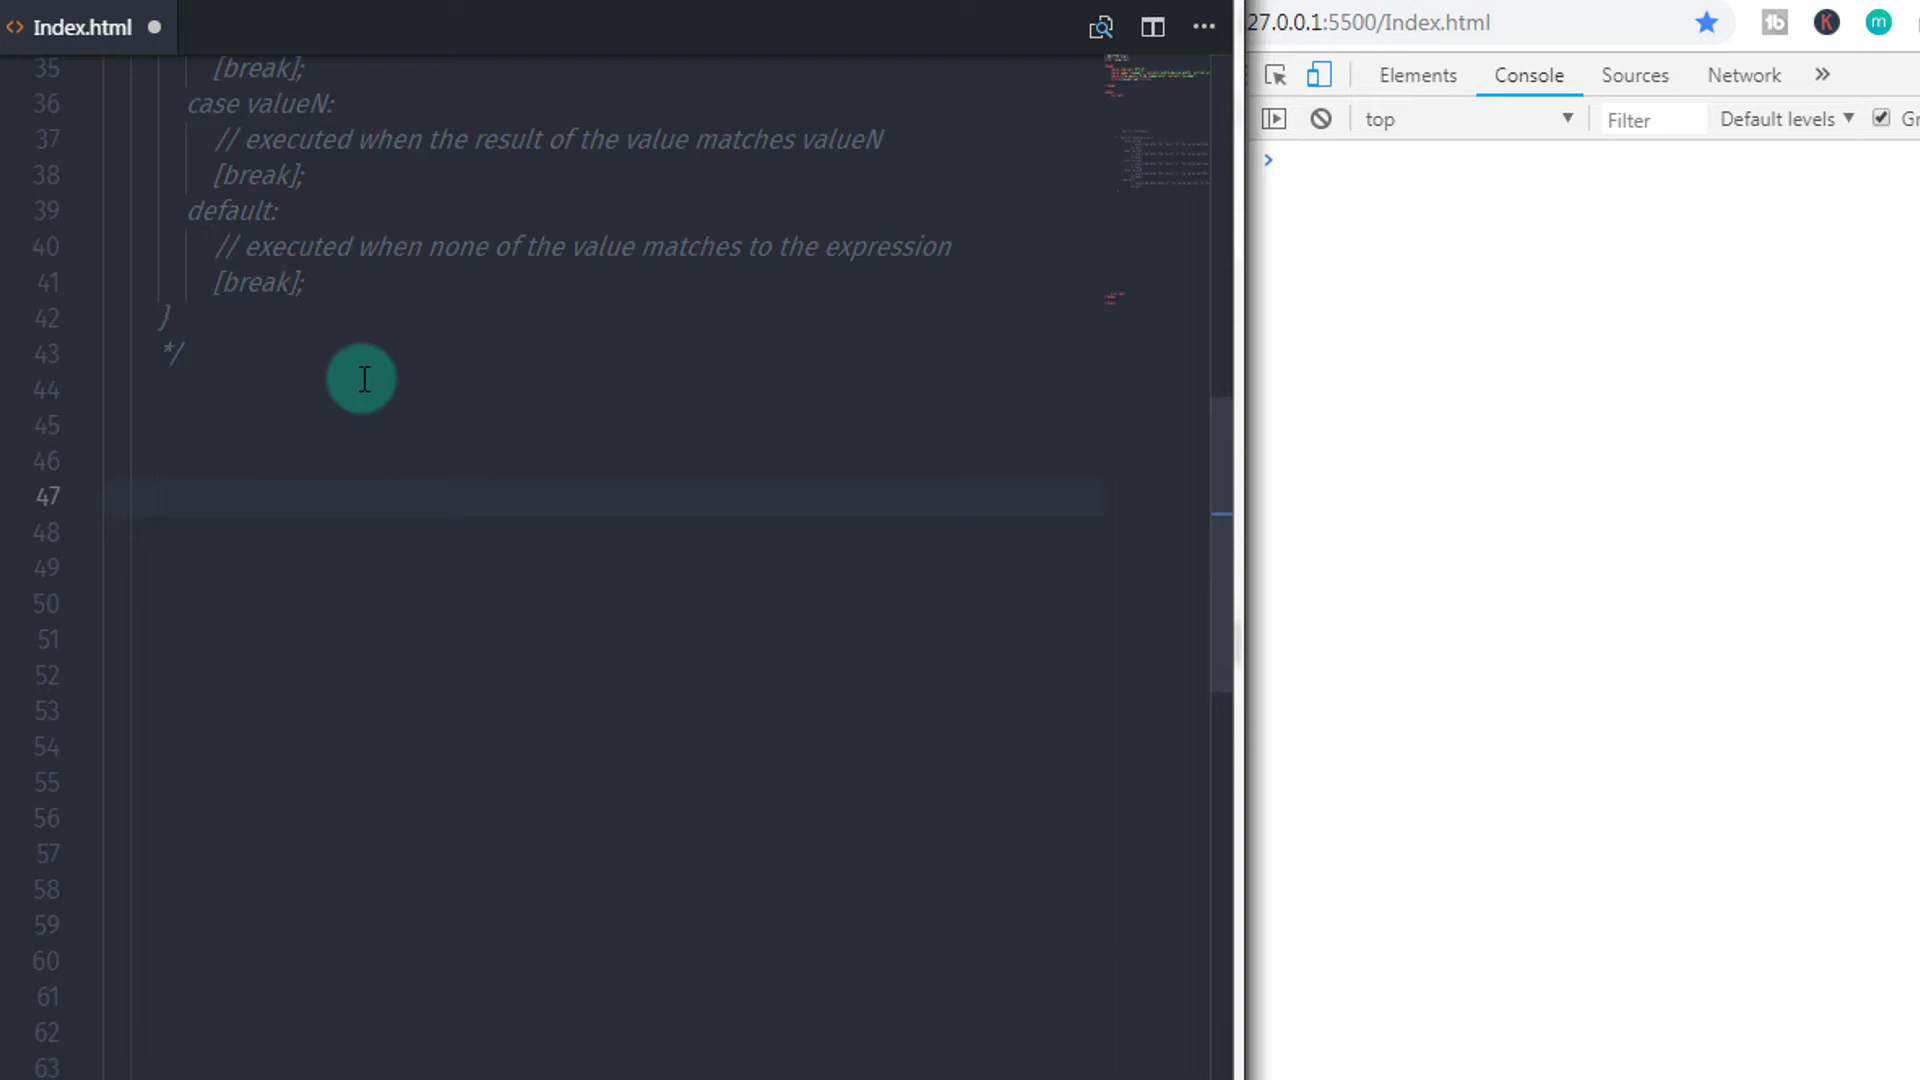 Index.html
35 [break];
36 case valueN:
37 // executed when the result of the value matches valueN
38 [break];
39 default:
40 // executed when none of the value matches to the expression
41 [break];
42 }
43 */
44
45
46
47
48
49
50
51
52
53
54
55
56
57
58
59
60
61
62
63
27.0.0.1:5500/Index.html
Elements Console Sources Network »
top Filter Default levels Gr